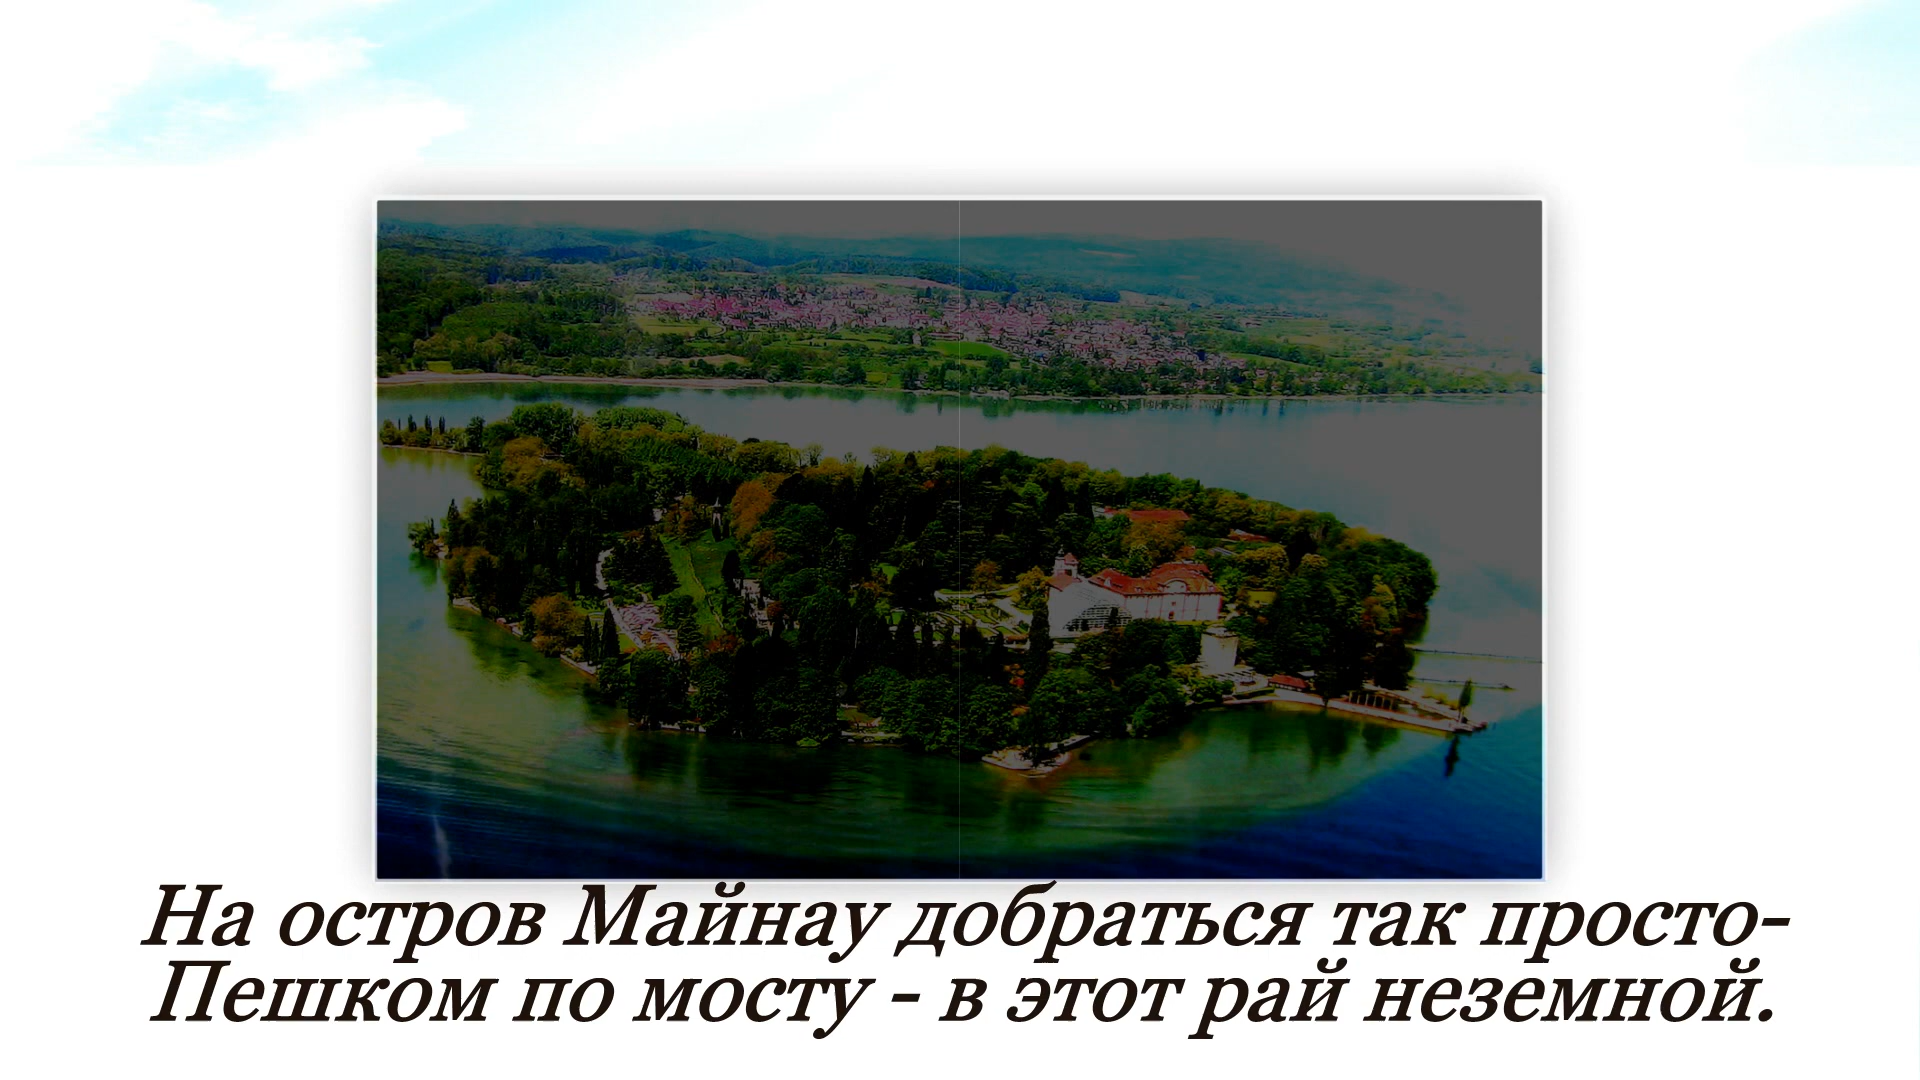 На остров Майнау добраться так просто-
Пешком по мосту - в этот рай неземной.